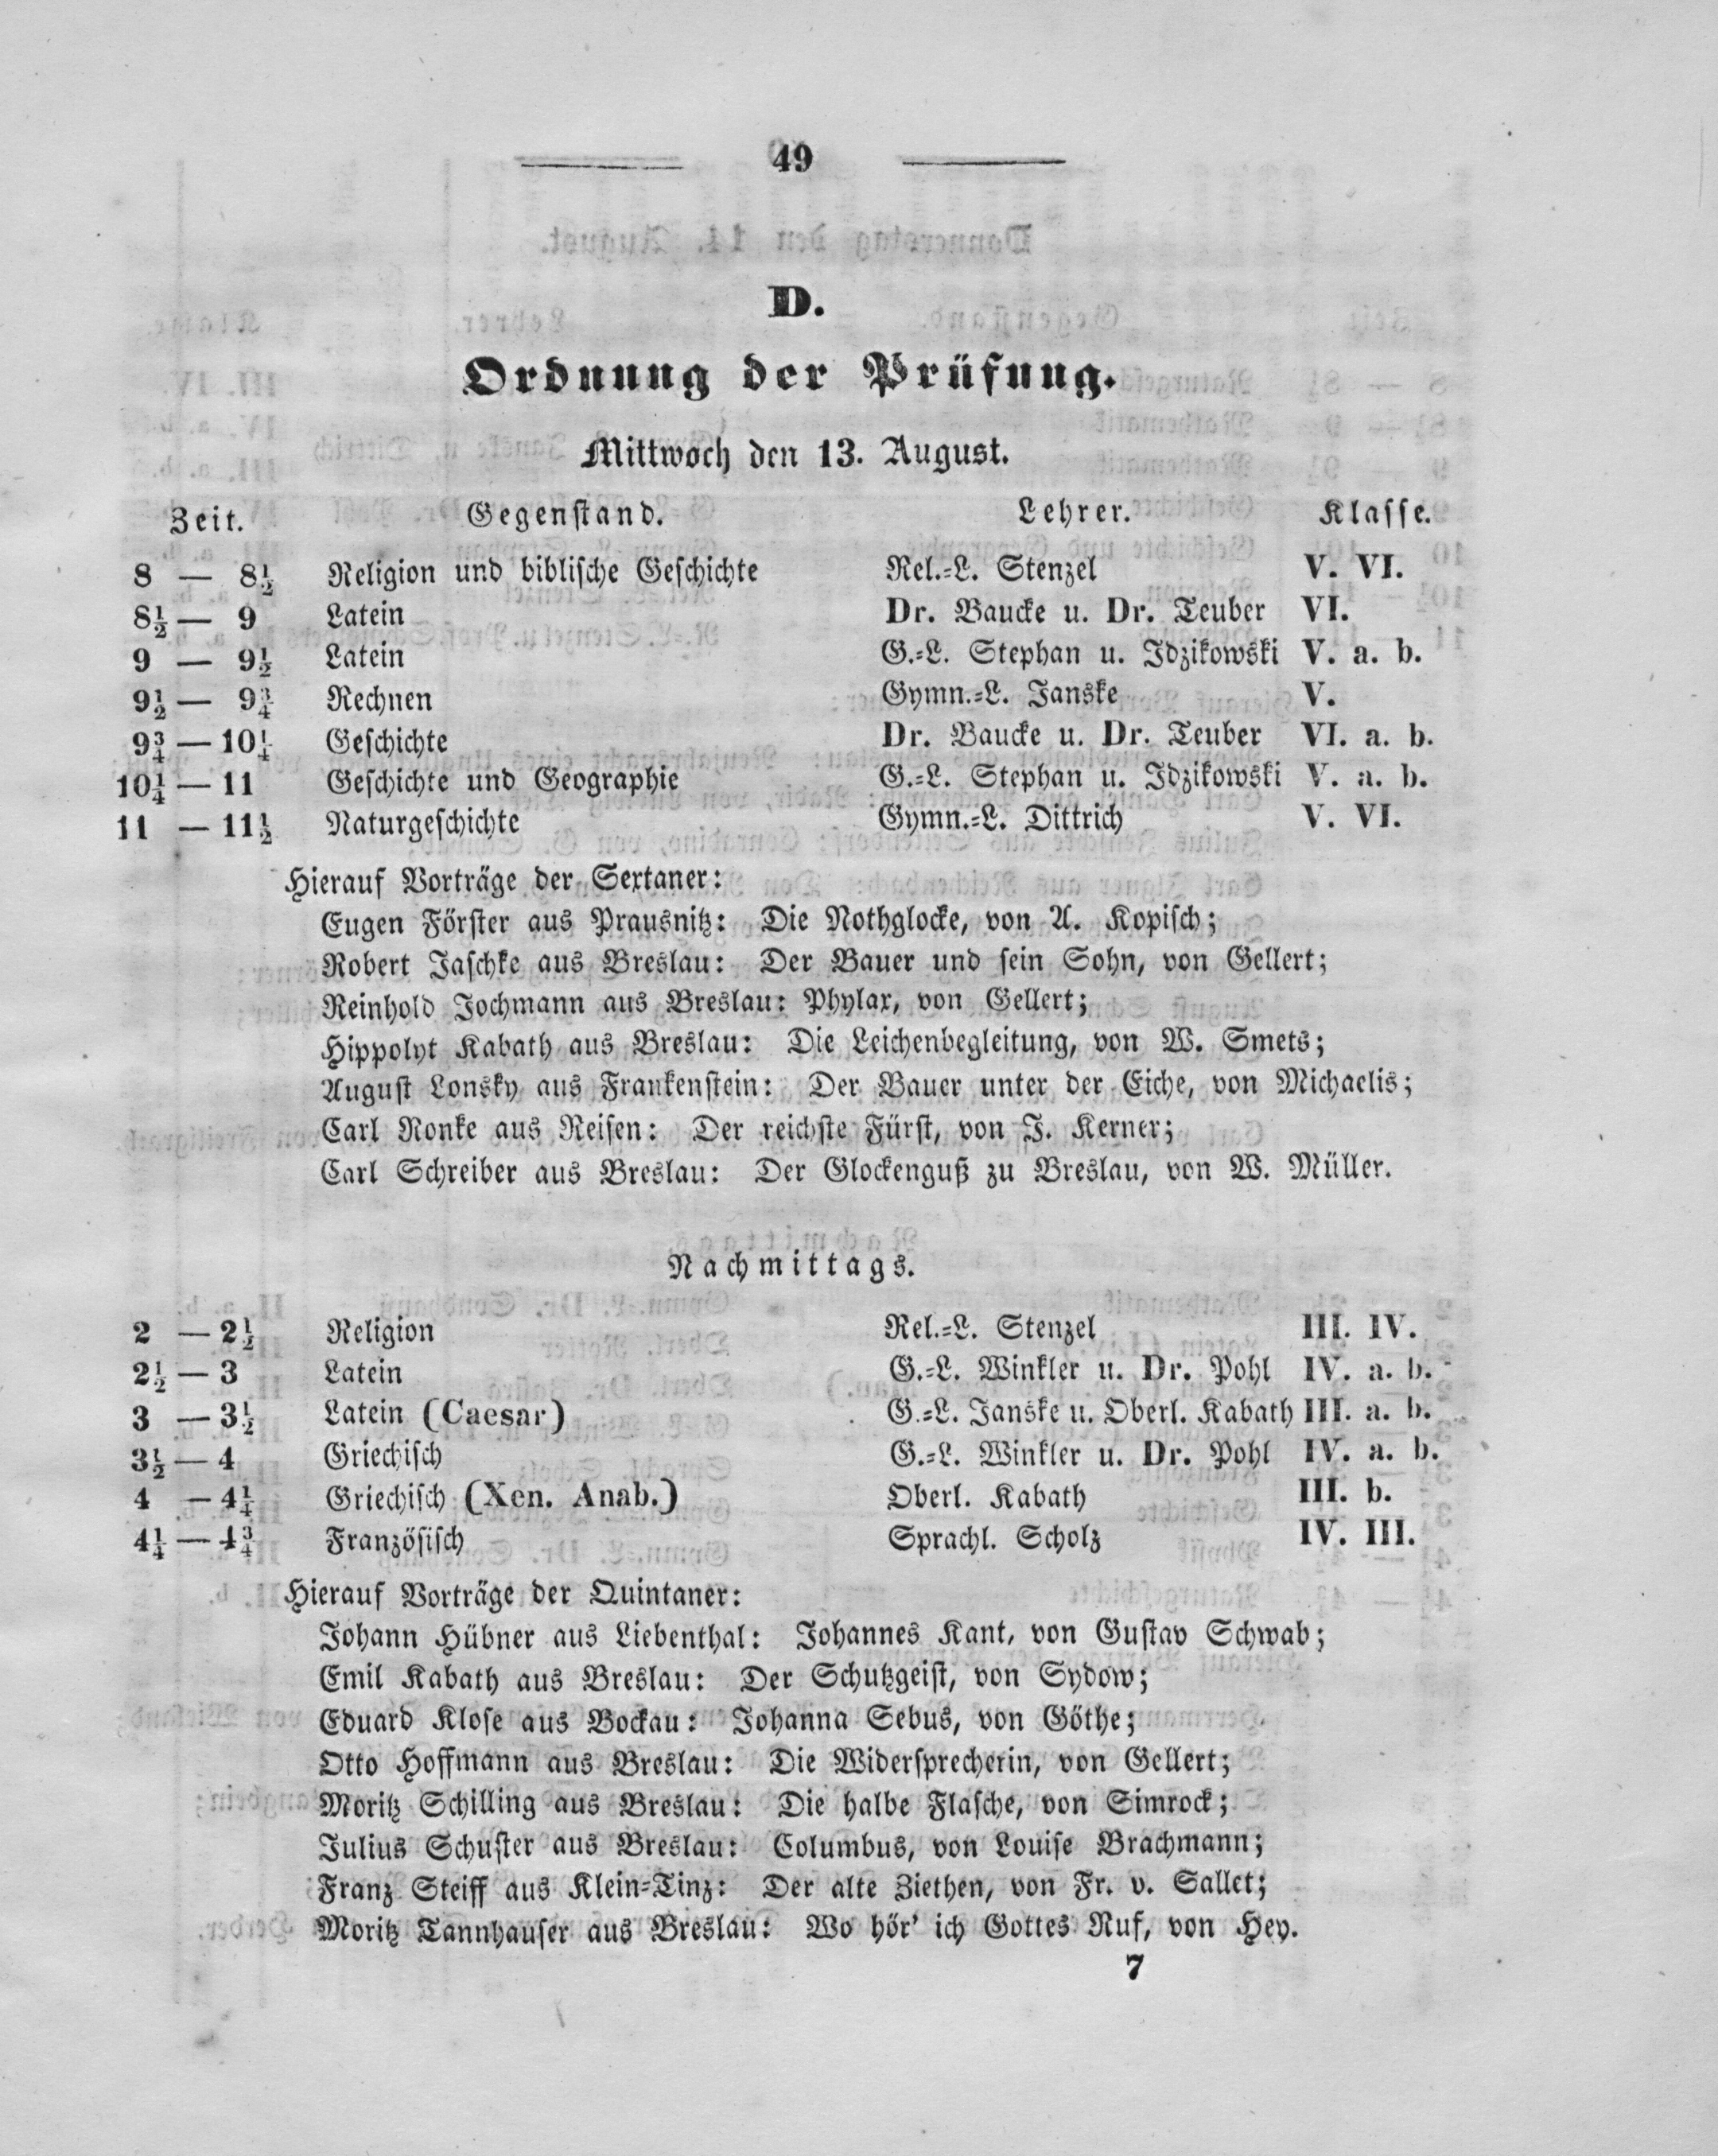 49
D.
Ordnung der Prüfung.
Mittwoch den 13. August.
Zeit. Gegenstand. Lehrer. Klasse.
8 — 8½ Religion und biblische Geschichte Rel.-L. Stenzel V. VI.
8½ — 9 Latein Dr. Baucke u. Dr. Teuber VI.
9 — 9½ Latein G.-L. Stephan u. Idzikowski V. a. b.
9½ — 9¾ Rechnen Gymn.-L. Janske V.
9¾ — 10¼ Geschichte Dr. Baucke u. Dr. Teuber VI. a. b.
10¼ — 11 Geschichte und Geographie G.-L. Stephan u. Idzikowski V. a. b.
11 — 11½ Naturgeschichte Gymn.-L. Dittrich V. VI.
Hierauf Vorträge der Sextaner:
Eugen Förster aus Prausnitz: Die Nothglocke, von A. Kopisch;
Robert Jaschke aus Breslau: Der Bauer und sein Sohn, von Gellert;
Reinhold Jochmann aus Breslau: Phylax, von Gellert;
Hippolyt Kabath aus Breslau: Die Leichenbegleitung, von W. Smets;
August Lonsky aus Frankenstein: Der Bauer unter der Eiche, von Michaelis;
Carl Nonke aus Reisen: Der reichste Fürst, von J. Kerner;
Carl Schreiber aus Breslau: Der Glockenguß zu Breslau, von W. Müller.
Nachmittags.
2 — 2½ Religion Rel.-L. Stenzel III. IV.
2½ — 3 Latein G.-L. Winkler u. Dr. Pohl IV. a. b.
3 — 3½ Latein (Caesar) G.-L. Janske u. Oberl. Kabath III. a. b.
3½ — 4 Griechisch G.-L. Winkler u. Dr. Pohl IV. a. b.
4 — 4¼ Griechisch (Xen. Anab.) Oberl. Kabath III. b.
4¼ — 4¾ Französisch Sprachl. Scholz IV. III.
Hierauf Vorträge der Quintaner:
Johann Hübner aus Liebenthal: Johannes Kant, von Gustav Schwab;
Emil Kabath aus Breslau: Der Schutzgeist, von Sydow;
Eduard Klose aus Bockau: Johanna Sebus, von Göthe;
Otto Hoffmann aus Breslau: Die Widersprecherin, von Gellert;
Moritz Schilling aus Breslau: Die halbe Flasche, von Simrock;
Julius Schuster aus Breslau: Columbus, von Louise Brachmann;
Franz Steiff aus Klein-Tinz: Der alte Ziethen, von Fr. v. Sallet;
Moritz Tannhauser aus Breslau: Wo hör' ich Gottes Ruf, von Hey.
7